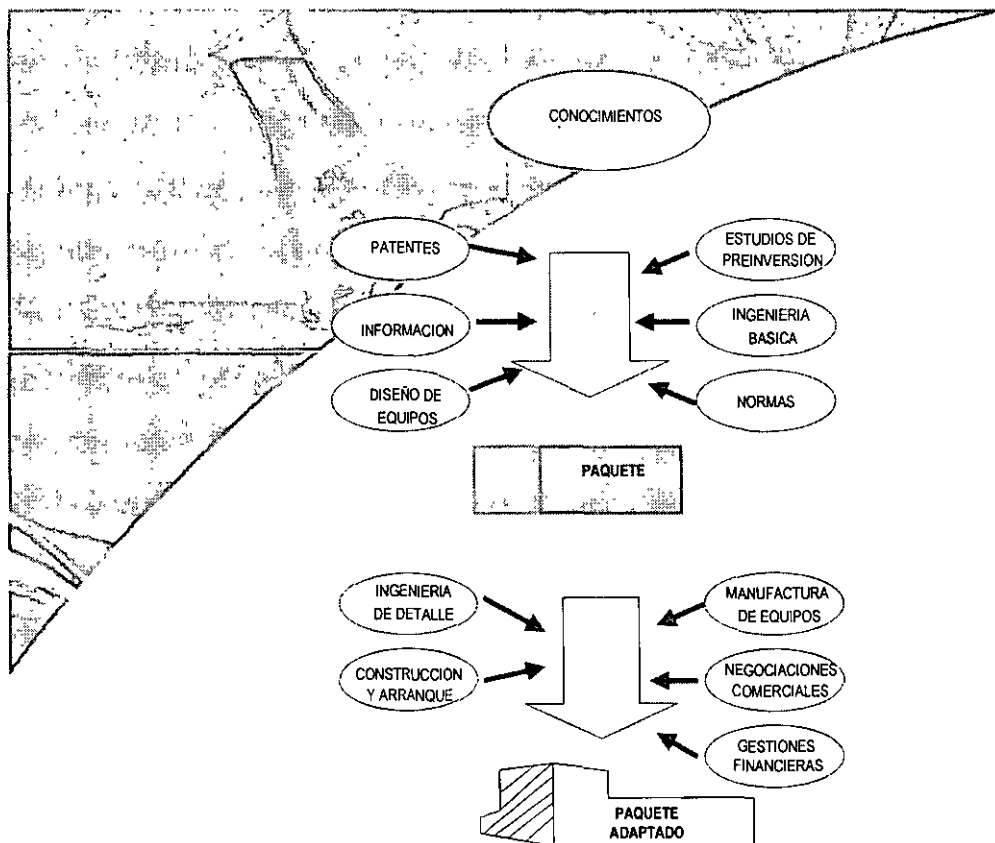 CONOCIMIENTOS
PATENTES
ESTUDIOS DE
PREINVERSION
INFORMACION
INGENIERIA
BASICA
DISEÑO DE
EQUIPOS
NORMAS
PAQUETE
INGENIERIA
DE DETALLE
MANUFACTURA
DE EQUIPOS
CONSTRUCCION
Y ARRANQUE
NEGOCIACIONES
COMERCIALES
GESTIONES
FINANCIERAS
PAQUETE
ADAPTADO